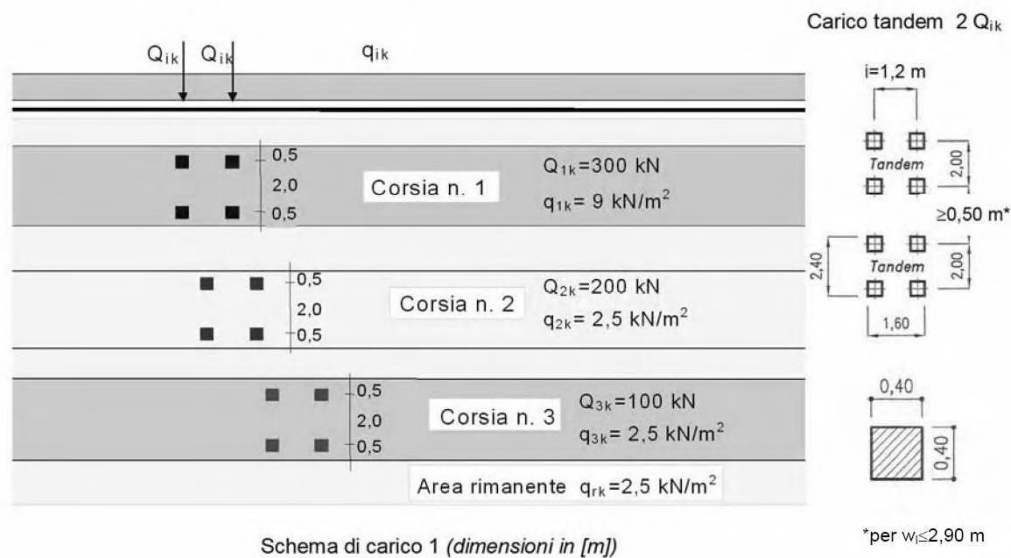 Carico tandem 2 Qik
Qik Qik qik
i=1,2 m
0,5
2,0
0,5
Corsia n. 1
Q1k=300 kN
q1k= 9 kN/m²
Tandem
2,00
≥0,50 m*
0,5
2,0
0,5
Corsia n. 2
Q2k=200 kN
q2k= 2,5 kN/m²
2,40
Tandem
2,00
1,60
0,5
2,0
0,5
Corsia n. 3
Q3k=100 kN
q3k= 2,5 kN/m²
0,40
0,40
Area rimanente qrk=2,5 kN/m²
*per wl≤2,90 m
Schema di carico 1 (dimensioni in [m])